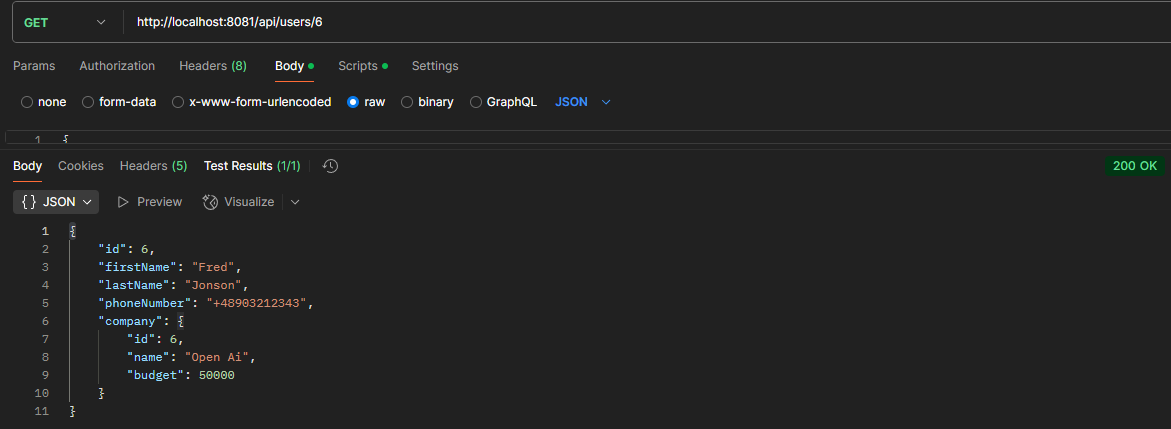 GET http://localhost:8081/api/users/6
Params Authorization Headers (8) Body Scripts Settings
none form-data x-www-form-urlencoded raw binary GraphQL JSON
1 {
Body Cookies Headers (5) Test Results (1/1) 200 OK
{} JSON Preview Visualize
1 {
2 "id": 6,
3 "firstName": "Fred",
4 "lastName": "Jonson",
5 "phoneNumber": "+48903212343",
6 "company": {
7 "id": 6,
8 "name": "Open Ai",
9 "budget": 50000
10 }
11 }